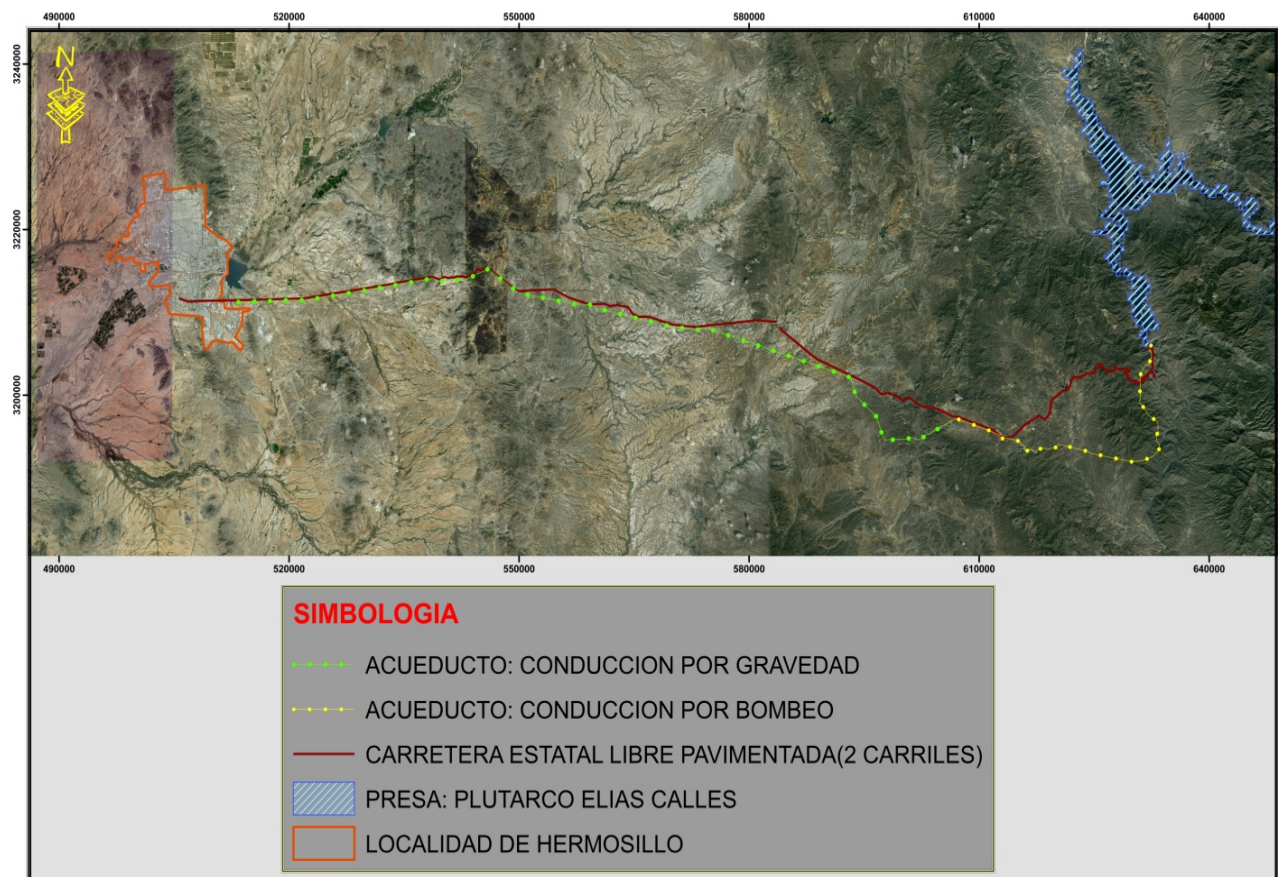 490000 520000 550000 580000 610000 640000
N
3240000
3220000
3200000
490000 520000 550000 580000 610000 640000
SIMBOLOGIA
ACUEDUCTO: CONDUCCION POR GRAVEDAD
ACUEDUCTO: CONDUCCION POR BOMBEO
CARRETERA ESTATAL LIBRE PAVIMENTADA(2 CARRILES)
PRESA: PLUTARCO ELIAS CALLES
LOCALIDAD DE HERMOSILLO